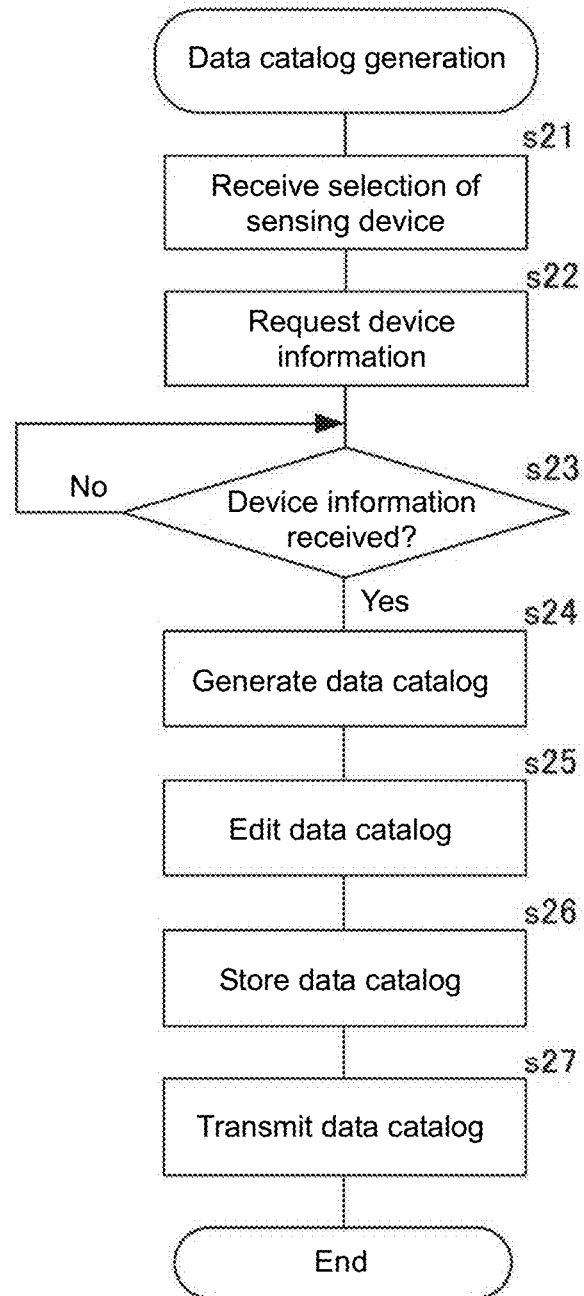 Data catalog generation
s21
Receive selection of
sensing device
s22
Request device
information
s23
No
Device information
received?
Yes
s24
Generate data catalog
s25
Edit data catalog
s26
Store data catalog
s27
Transmit data catalog
End